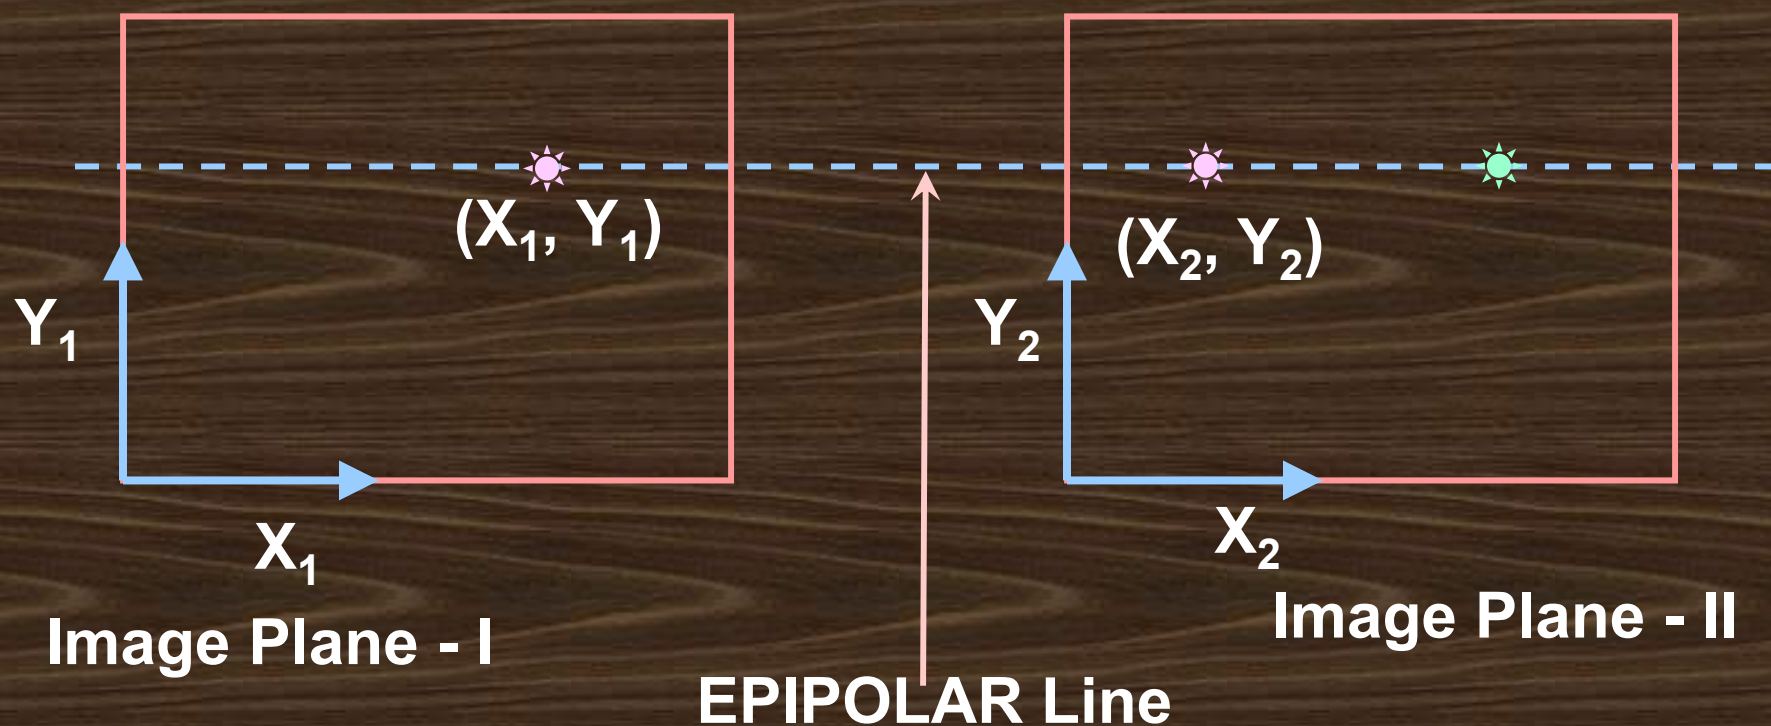 (X₁, Y₁)
(X₂, Y₂)
Y₁
Y₂
X₁
X₂
Image Plane - I
Image Plane - II
EPIPOLAR Line